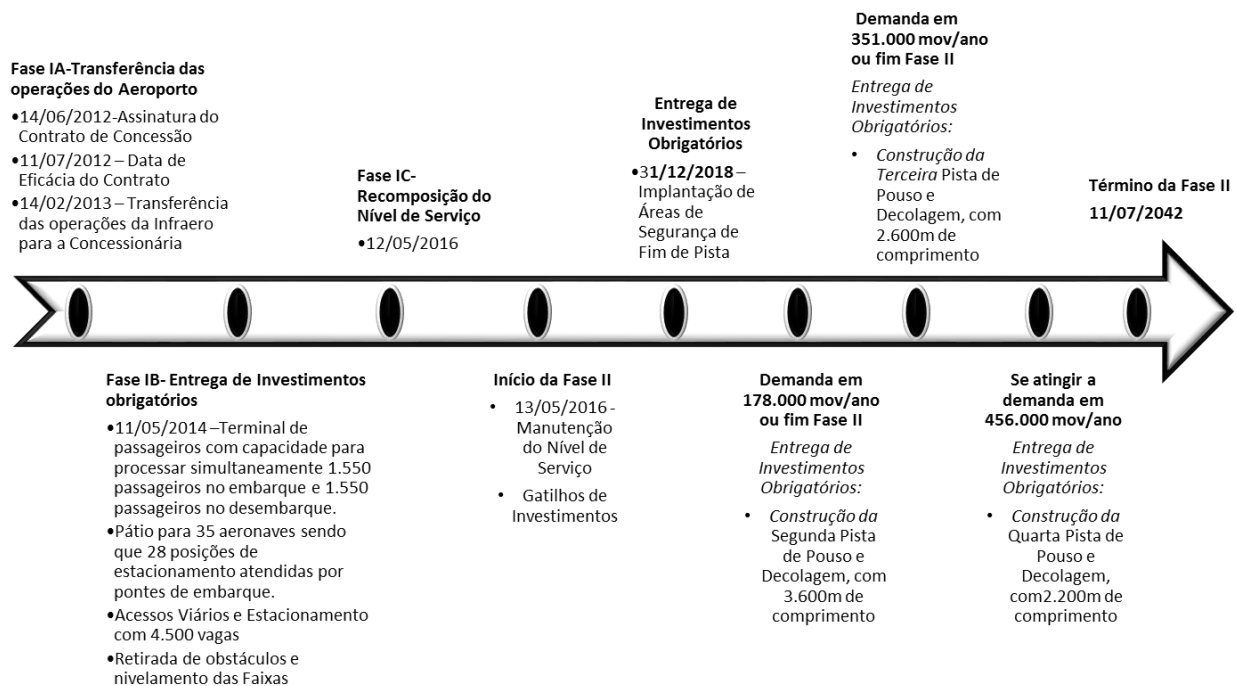 Fase IA-Transferência das
operações do Aeroporto
•14/06/2012-Assinatura do
Contrato de Concessão
•11/07/2012 – Data de
Eficácia do Contrato
•14/02/2013 – Transferência
das operações da Infraero
para a Concessionária
Fase IB- Entrega de Investimentos
obrigatórios
•11/05/2014 –Terminal de
passageiros com capacidade para
processar simultaneamente 1.550
passageiros no embarque e 1.550
passageiros no desembarque.
•Pátio para 35 aeronaves sendo
que 28 posições de
estacionamento atendidas por
pontes de embarque.
•Acessos Viários e Estacionamento
com 4.500 vagas
•Retirada de obstáculos e
nivelamento das Faixas
Fase IC-
Recomposição do
Nível de Serviço
•12/05/2016
Início da Fase II
• 13/05/2016 -
Manutenção
do Nível de
Serviço
• Gatilhos de
Investimentos
Entrega de
Investimentos
Obrigatórios
•31/12/2018 –
Implantação de
Áreas de
Segurança de
Fim de Pista
Demanda em
178.000 mov/ano
ou fim Fase II
Entrega de
Investimentos
Obrigatórios:
• Construção da
Segunda Pista
de Pouso e
Decolagem, com
3.600m de
comprimento
Demanda em
351.000 mov/ano
ou fim Fase II
Entrega de
Investimentos
Obrigatórios:
• Construção da
Terceira Pista de
Pouso e
Decolagem, com
2.600m de
comprimento
Se atingir a
demanda em
456.000 mov/ano
Entrega de
Investimentos
Obrigatórios:
• Construção da
Quarta Pista de
Pouso e
Decolagem,
com2.200m de
comprimento
Término da Fase II
11/07/2042